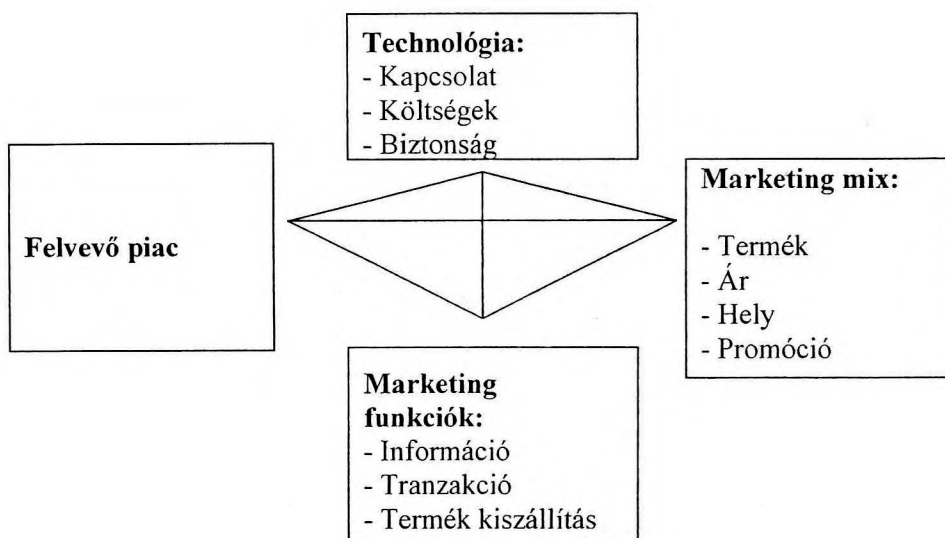 Technológia:
- Kapcsolat
- Költségek
- Biztonság
Felvevő piac
Marketing mix:
- Termék
- Ár
- Hely
- Promóció
Marketing
funkciók:
- Információ
- Tranzakció
- Termék kiszállítás